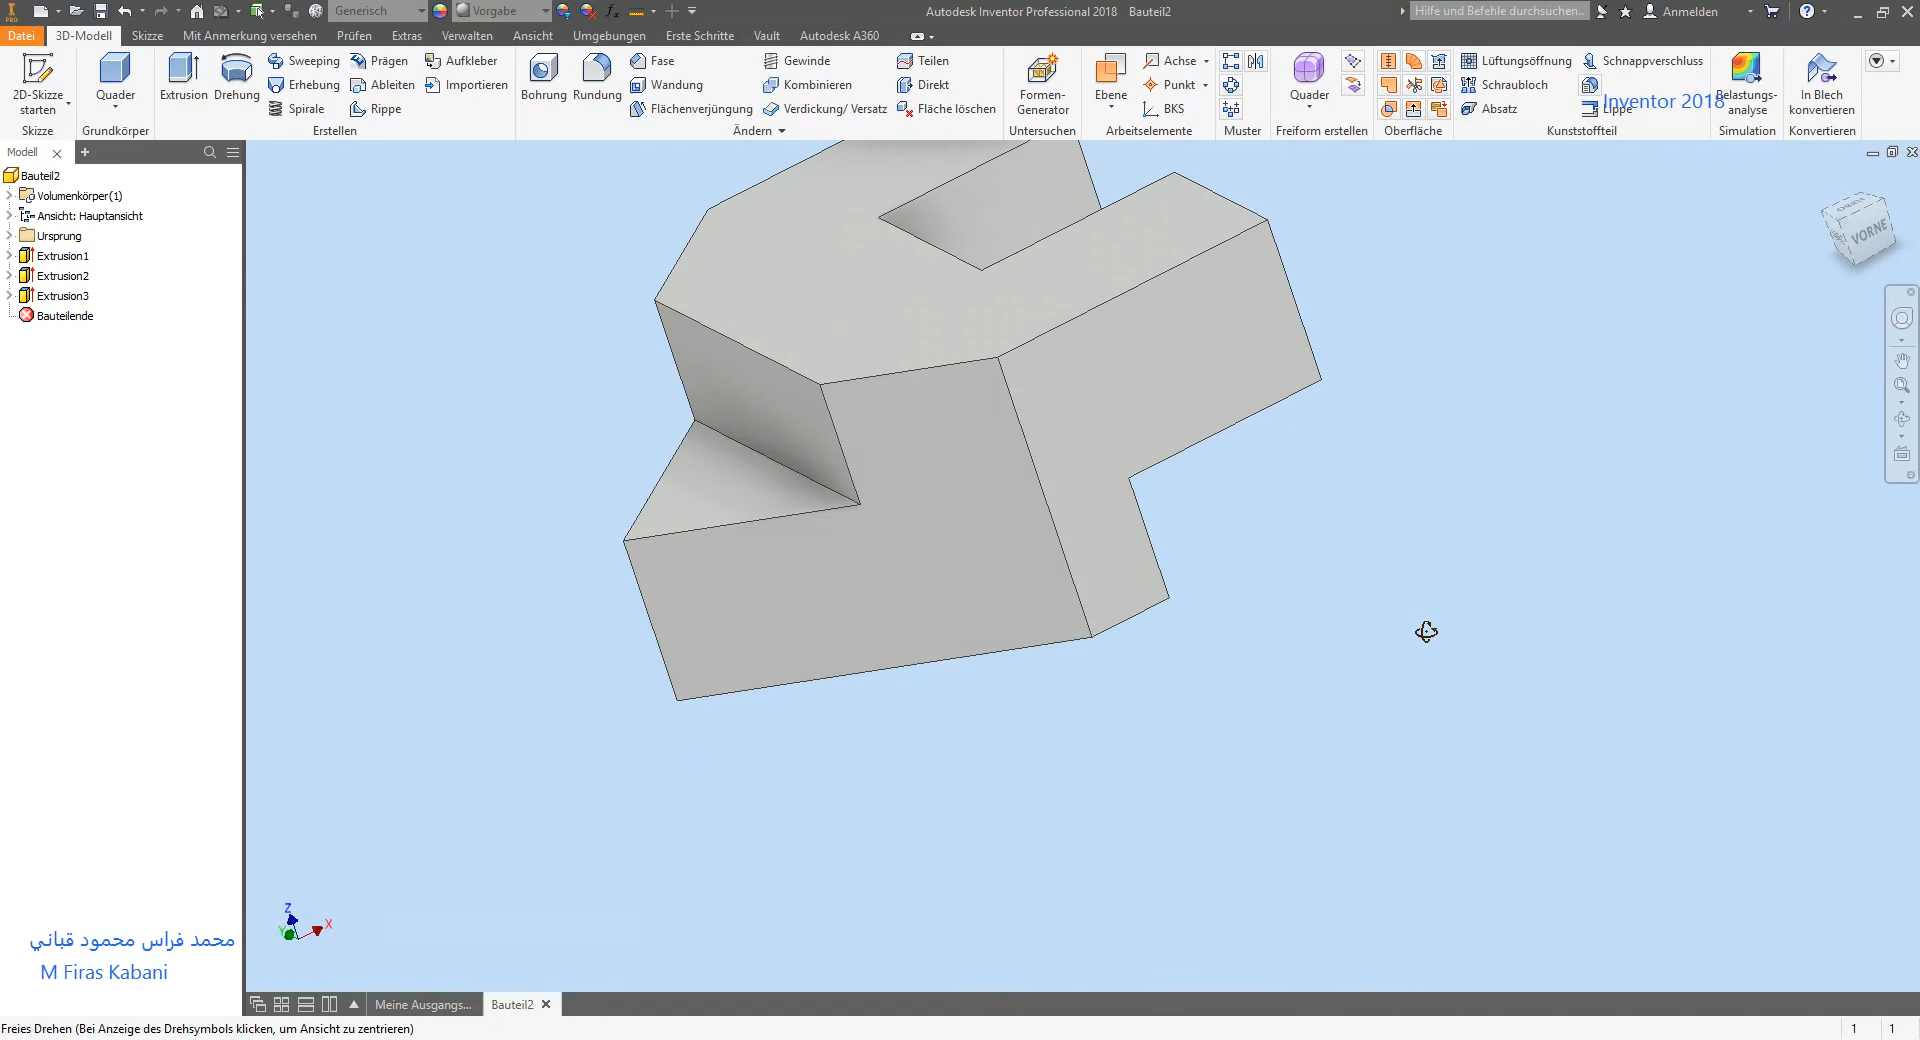 PRO
Generisch
Vorgabe
Autodesk Inventor Professional 2018 Bauteil2
Hilfe und Befehle durchsuchen...
Anmelden
Datei 3D-Modell Skizze Mit Anmerkung versehen Prüfen Extras Verwalten Ansicht Umgebungen Erste Schritte Vault Autodesk A360
2D-Skizze starten
Quader
Extrusion
Drehung
Sweeping
Erhebung
Spirale
Prägen
Ableiten
Rippe
Aufkleber
Importieren
Bohrung
Rundung
Fase
Wandung
Flächenverjüngung
Gewinde
Kombinieren
Verdickung/ Versatz
Teilen
Direkt
Fläche löschen
Formen-
Generator
Ebene
Achse
Punkt
BKS
Quader
Lüftungsöffnung
Schraubloch
Absatz
Schnappverschluss
Lippe
Inventor 2018
Belastungs-
analyse
In Blech
konvertieren
Skizze Grundkörper Erstellen Ändern Untersuchen Arbeitselemente Muster Freiform erstellen Oberfläche Kunststoffteil Simulation Konvertieren
Modell
Bauteil2
Volumenkörper(1)
Ansicht: Hauptansicht
Ursprung
Extrusion1
Extrusion2
Extrusion3
Bauteilende
OBEN
VORNE
Z
Y
X
محمد فراس محمود قباني
M Firas Kabani
Meine Ausgangs... Bauteil2
Freies Drehen (Bei Anzeige des Drehsymbols klicken, um Ansicht zu zentrieren)
1 1